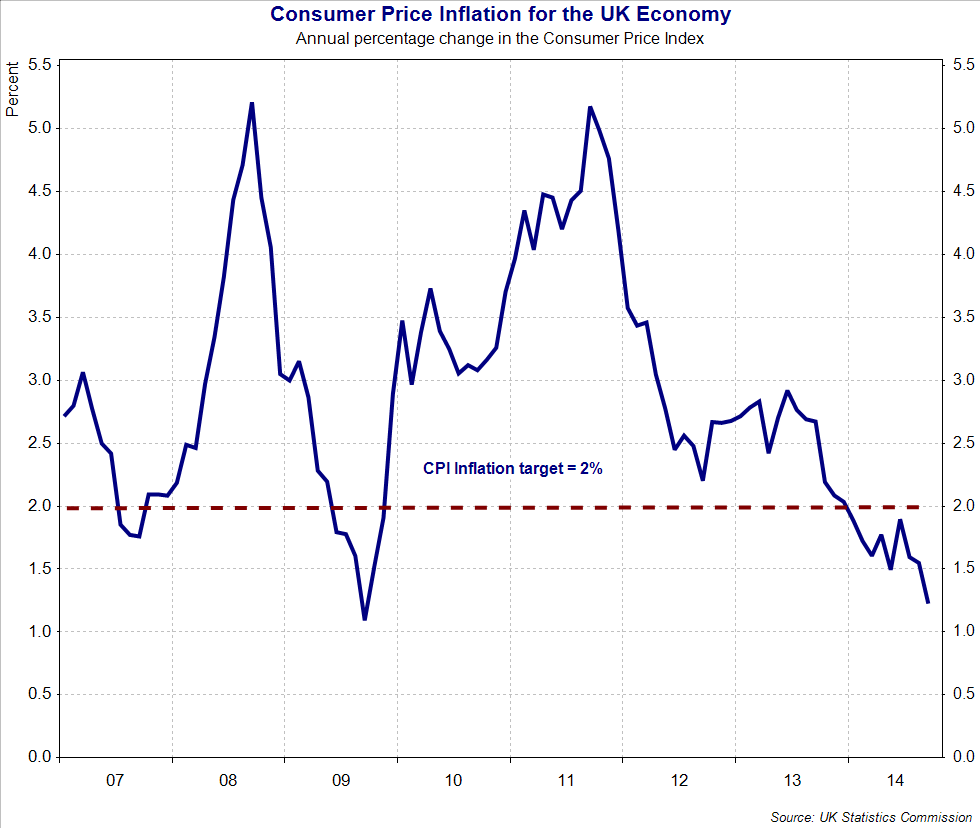 Consumer Price Inflation for the UK Economy
Annual percentage change in the Consumer Price Index
Percent
5.5 5.5
5.0 5.0
4.5 4.5
4.0 4.0
3.5 3.5
3.0 3.0
2.5 2.5
CPI Inflation target = 2%
2.0 2.0
1.5 1.5
1.0 1.0
0.5 0.5
0.0 0.0
07 08 09 10 11 12 13 14
Source: UK Statistics Commission